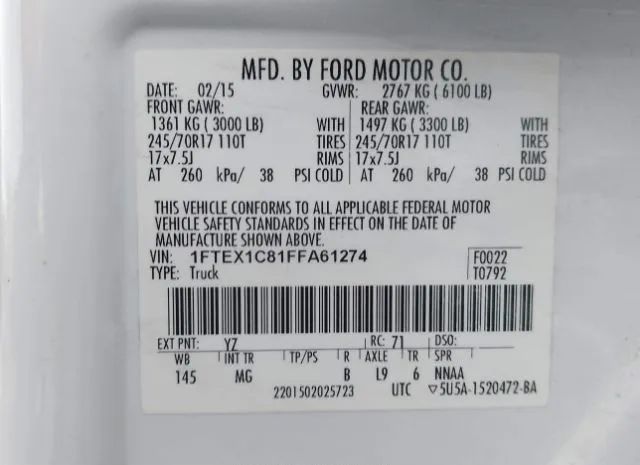 MFD. BY FORD MOTOR CO.
DATE: 02/15 GVWR: 2767 KG ( 6100 LB)
FRONT GAWR: REAR GAWR:
1361 KG ( 3000 LB) WITH 1497 KG ( 3300 LB) WITH
245/70R17 110T TIRES 245/70R17 110T TIRES
17x7.5J RIMS 17x7.5J RIMS
AT 260 kPa/ 38 PSI COLD AT 260 kPa/ 38 PSI COLD
THIS VEHICLE CONFORMS TO ALL APPLICABLE FEDERAL MOTOR
VEHICLE SAFETY STANDARDS IN EFFECT ON THE DATE OF
MANUFACTURE SHOWN ABOVE.
VIN: 1FTEX1C81FFA61274 F0022
TYPE: Truck T0792
EXT PNT: YZ RC: 71 DSO:
WB INT TR TP/PS R AXLE TR SPR
145 MG B L9 6 NNAA
2201502025723 UTC ▽5U5A-1520472-BA